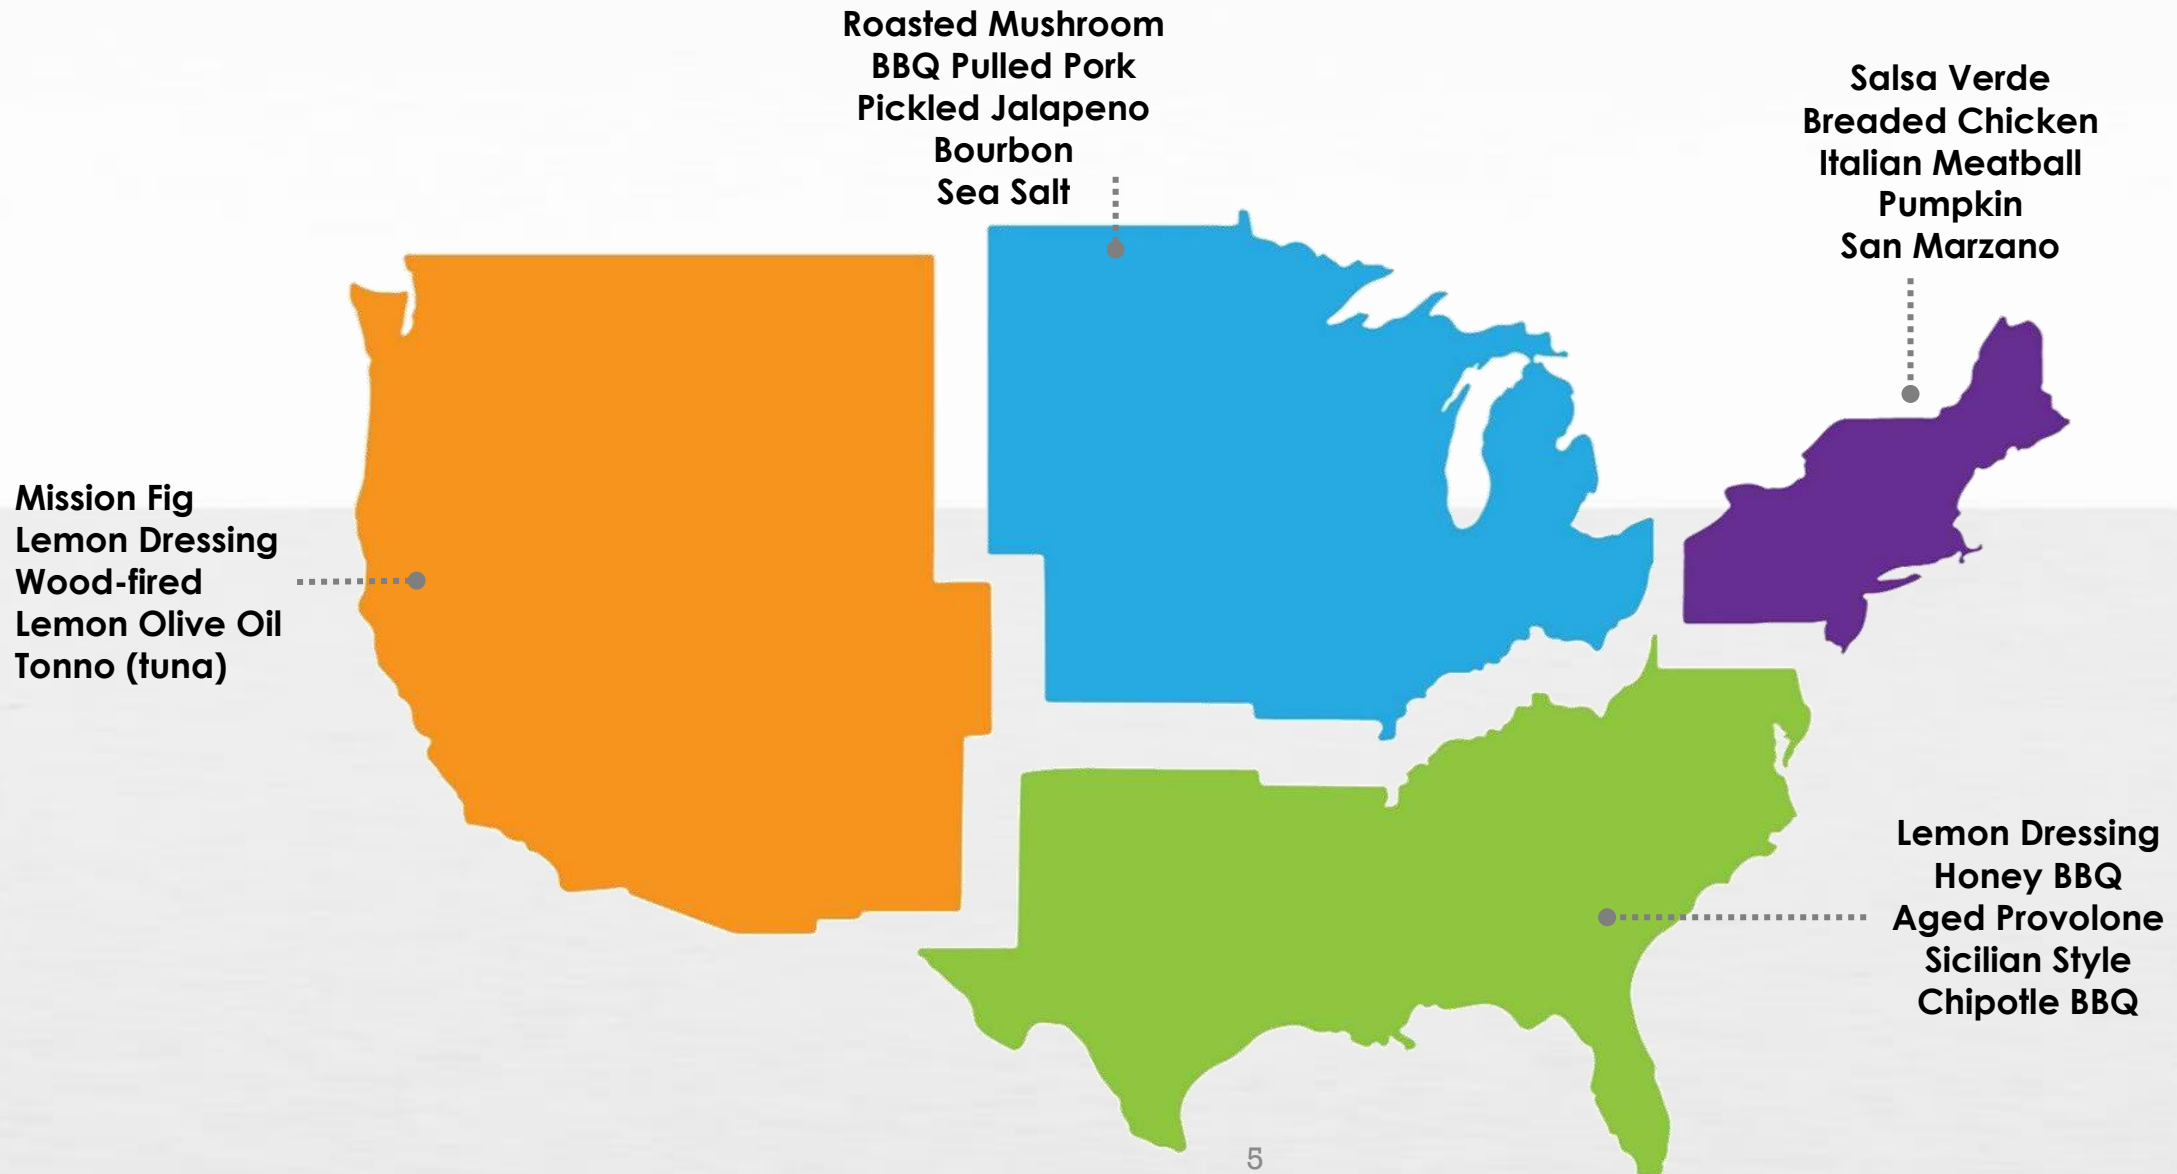 Roasted Mushroom
BBQ Pulled Pork
Pickled Jalapeno
Bourbon
Sea Salt
Salsa Verde
Breaded Chicken
Italian Meatball
Pumpkin
San Marzano
Mission Fig
Lemon Dressing
Wood-fired
Lemon Olive Oil
Tonno (tuna)
Lemon Dressing
Honey BBQ
Aged Provolone
Sicilian Style
Chipotle BBQ
5